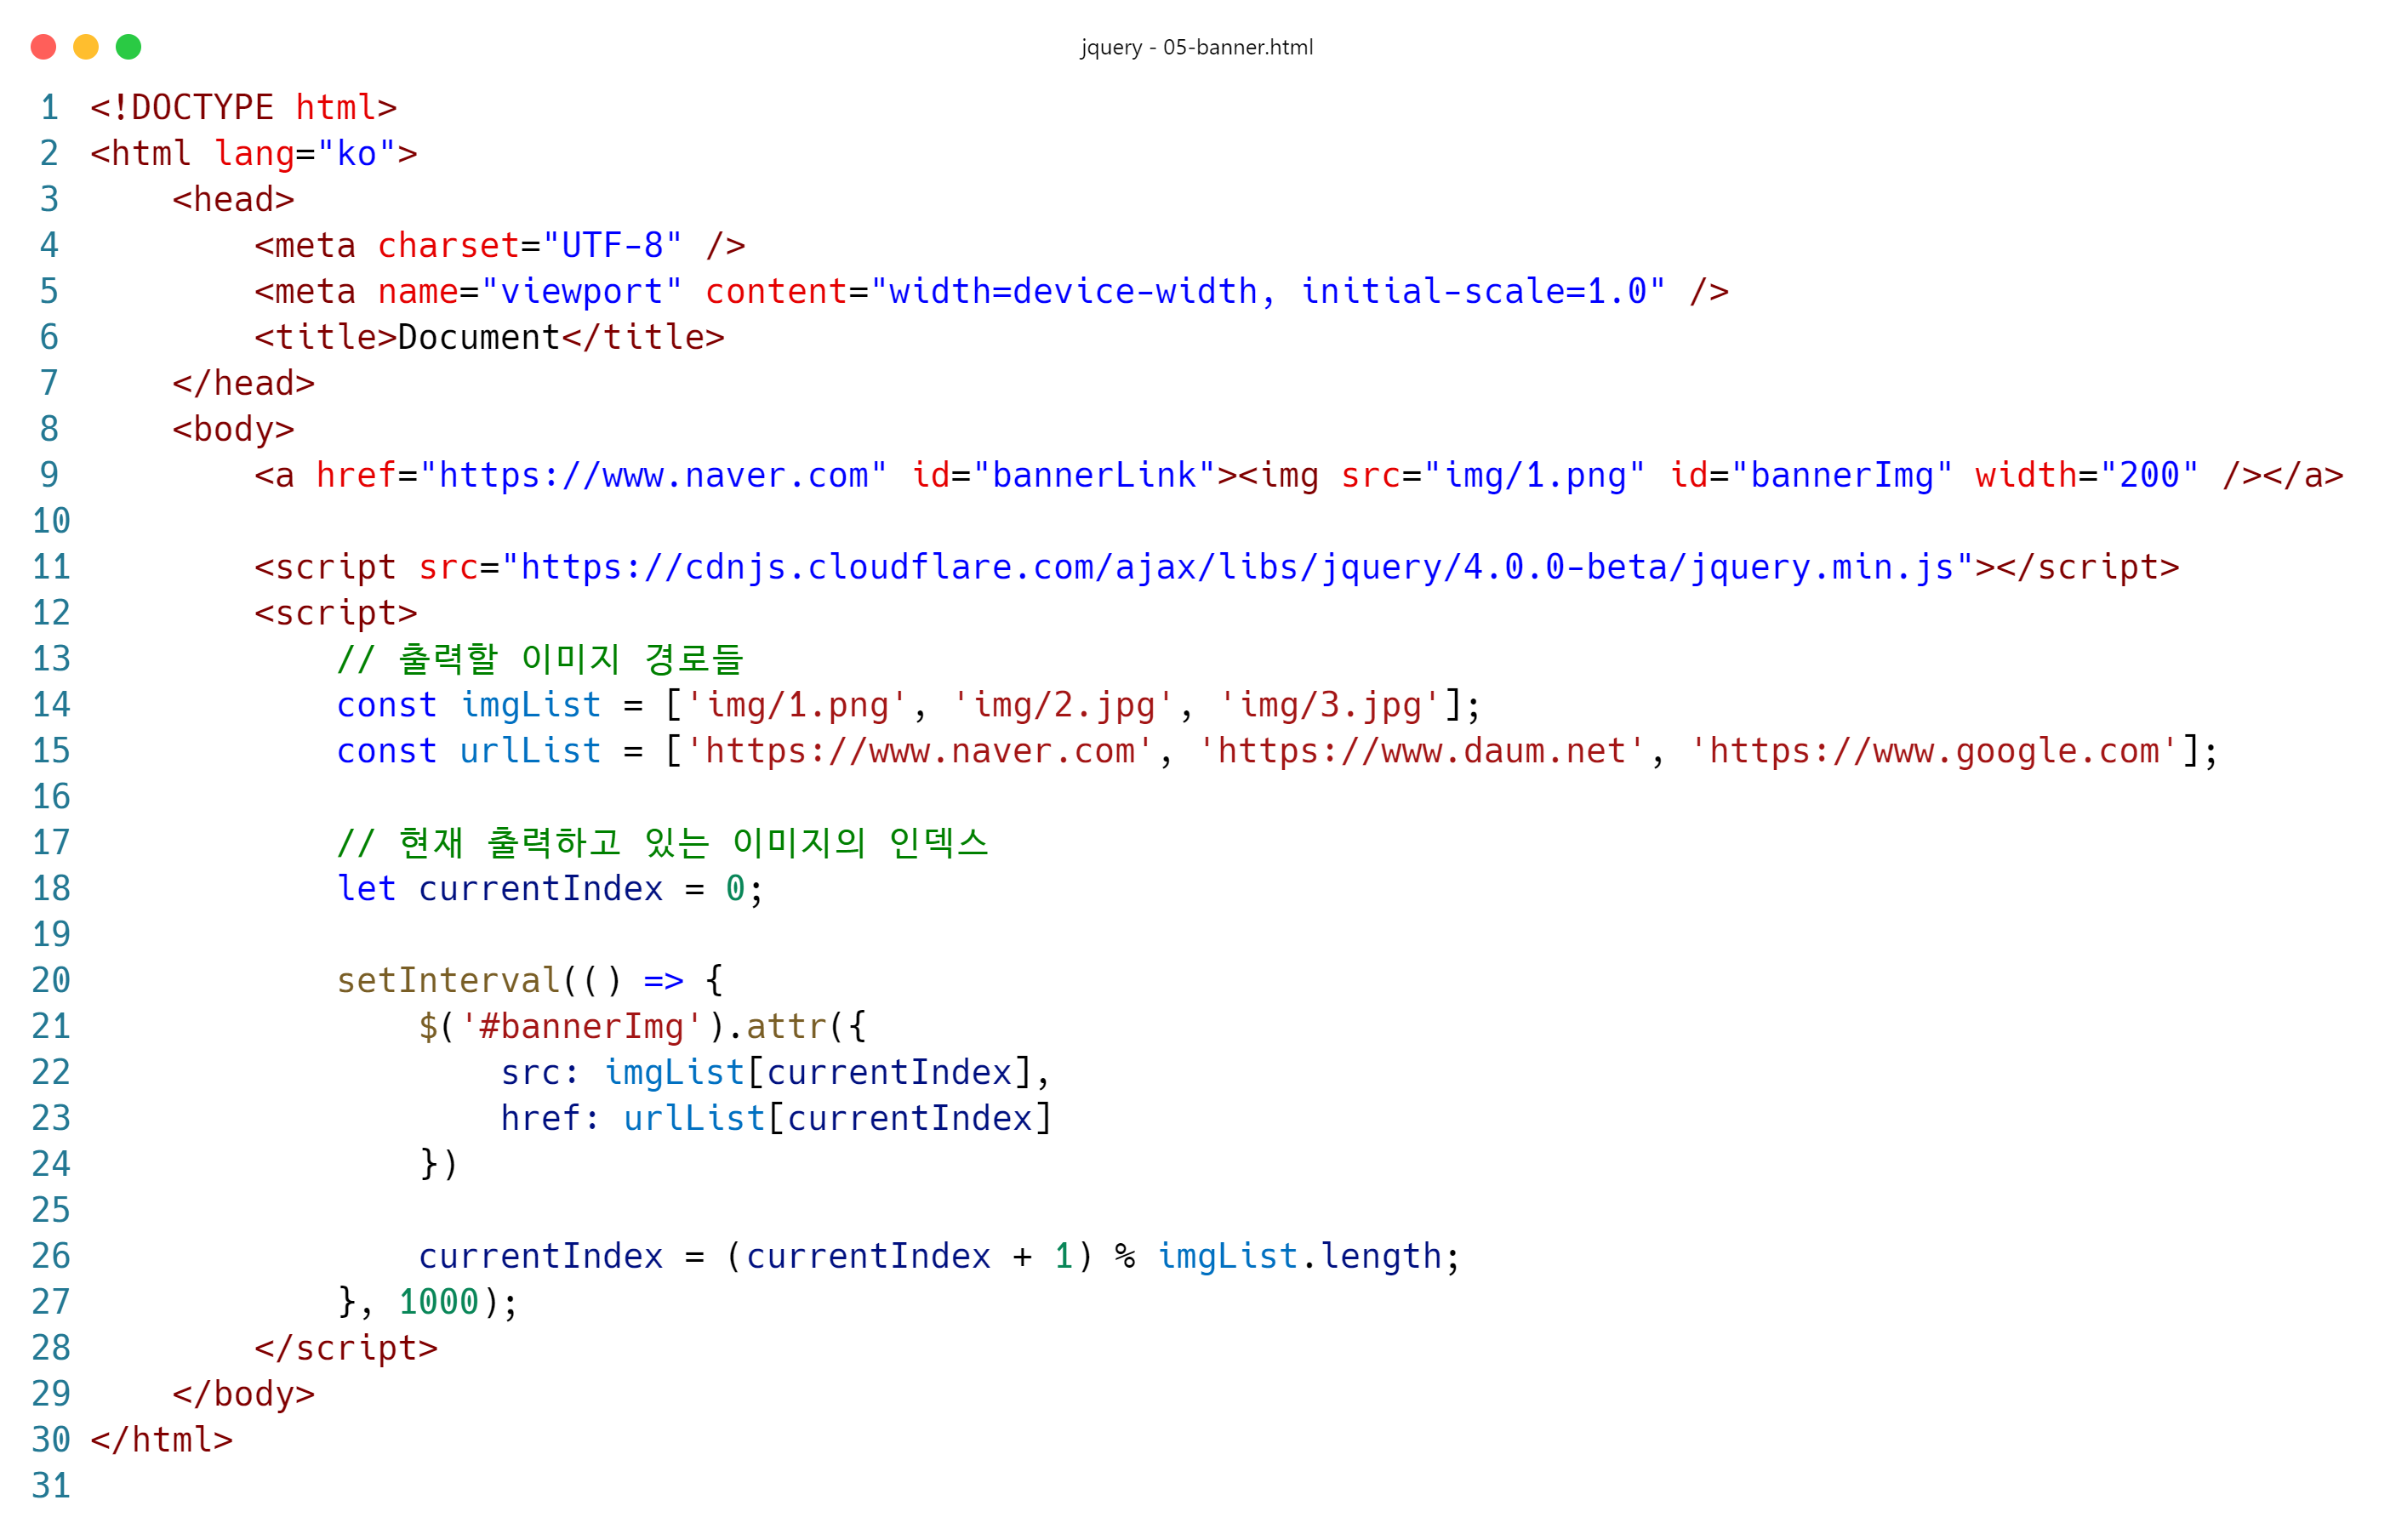 jquery - 05-banner.html
1 <!DOCTYPE html>
2 <html lang="ko">
3     <head>
4         <meta charset="UTF-8" />
5         <meta name="viewport" content="width=device-width, initial-scale=1.0" />
6         <title>Document</title>
7     </head>
8     <body>
9         <a href="https://www.naver.com" id="bannerLink"><img src="img/1.png" id="bannerImg" width="200" /></a>
10
11         <script src="https://cdnjs.cloudflare.com/ajax/libs/jquery/4.0.0-beta/jquery.min.js"></script>
12         <script>
13             // 출력할 이미지 경로들
14             const imgList = ['img/1.png', 'img/2.jpg', 'img/3.jpg'];
15             const urlList = ['https://www.naver.com', 'https://www.daum.net', 'https://www.google.com'];
16
17             // 현재 출력하고 있는 이미지의 인덱스
18             let currentIndex = 0;
19
20             setInterval(() => {
21                 $('#bannerImg').attr({
22                     src: imgList[currentIndex],
23                     href: urlList[currentIndex]
24                 })
25
26                 currentIndex = (currentIndex + 1) % imgList.length;
27             }, 1000);
28         </script>
29     </body>
30 </html>
31